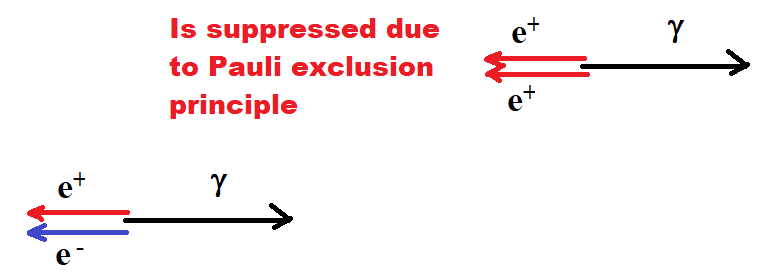 Is suppressed due
to Pauli exclusion
principle
e⁺ γ
e⁺
e⁺ γ
e⁻